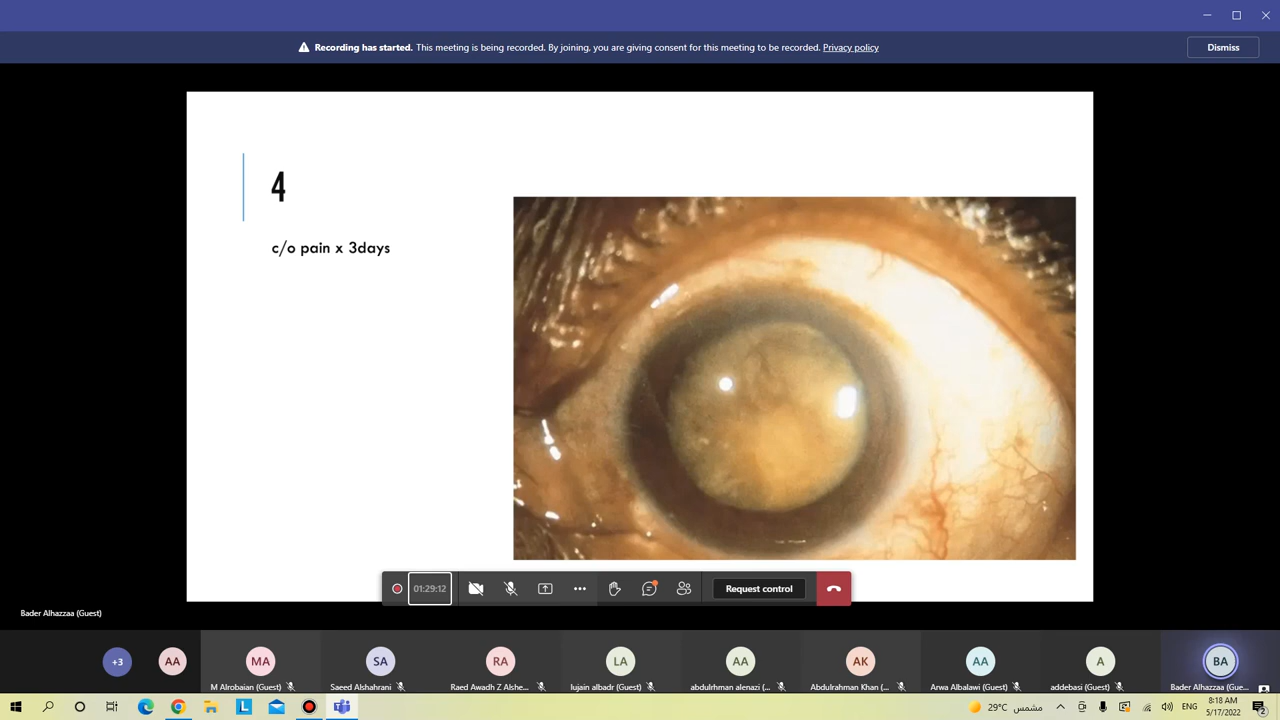 Recording has started. This meeting is being recorded. By joining, you are giving consent for this meeting to be recorded. Privacy policy
Dismiss
4
c/o pain x 3days
01:29:12
Request control
Bader Alhazzaa (Guest)
+3
AA
MA
SA
RA
LA
AA
AK
AA
A
BA
M Alrobaian (Guest)
Saeed Alshahrani
Raed Awadh Z Alshe...
lujain albadr (Guest)
abdulrhman alenazi (...
Abdulrahman Khan (...
Arwa Albalawi (Guest)
addebasi (Guest)
Bader Alhazzaa (Gue...
29°C مشمس
ENG
8:18 AM
5/17/2022
2